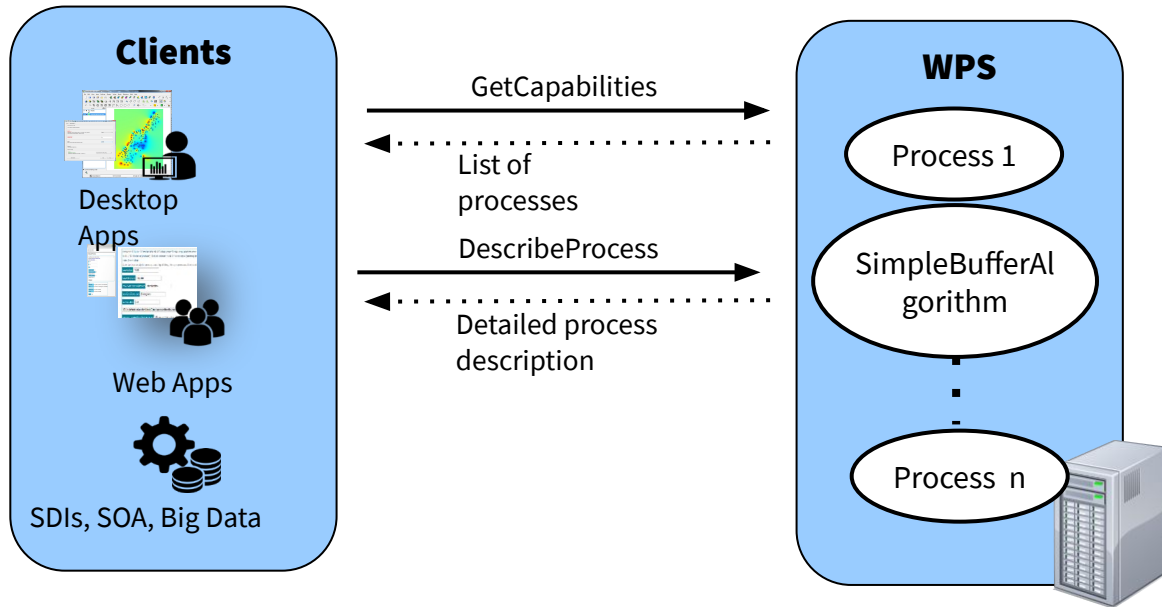 Clients
Desktop
Apps
Web Apps
SDIs, SOA, Big Data
GetCapabilities
List of
processes
DescribeProcess
Detailed process
description
WPS
Process 1
SimpleBufferAl
gorithm
Process n